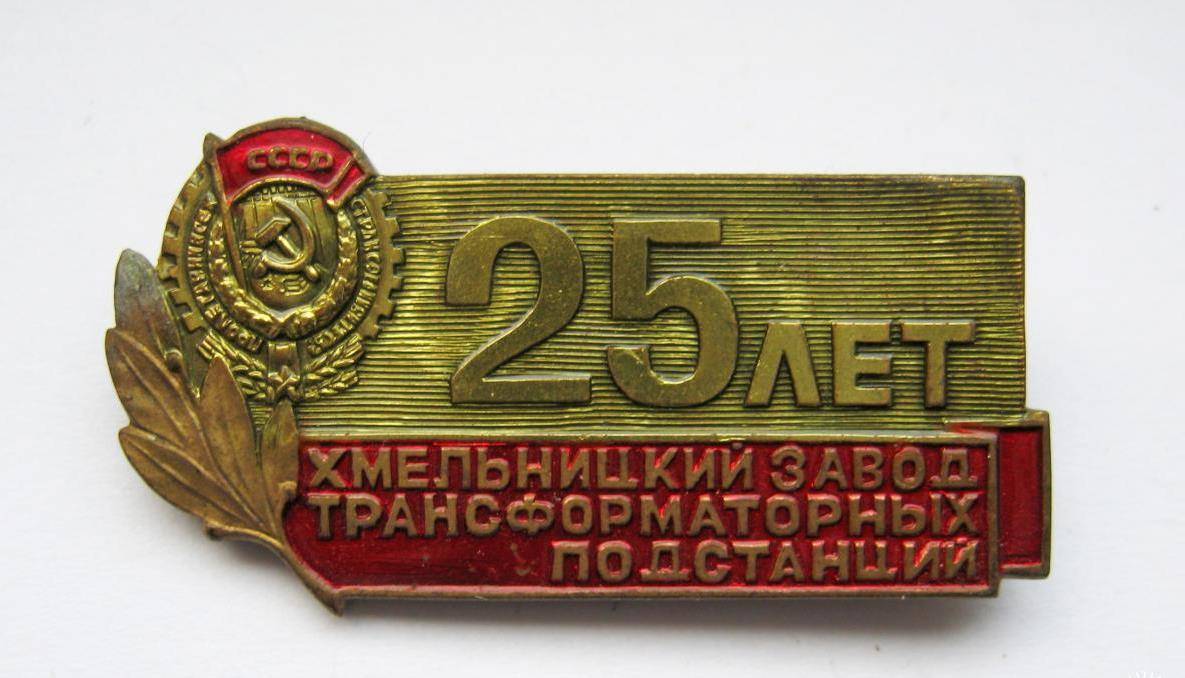 СССР
25 ЛЕТ
ХМЕЛЬНИЦКИЙ ЗАВОД
ТРАНСФОРМАТОРНЫХ
ПОДСТАНЦИЙ